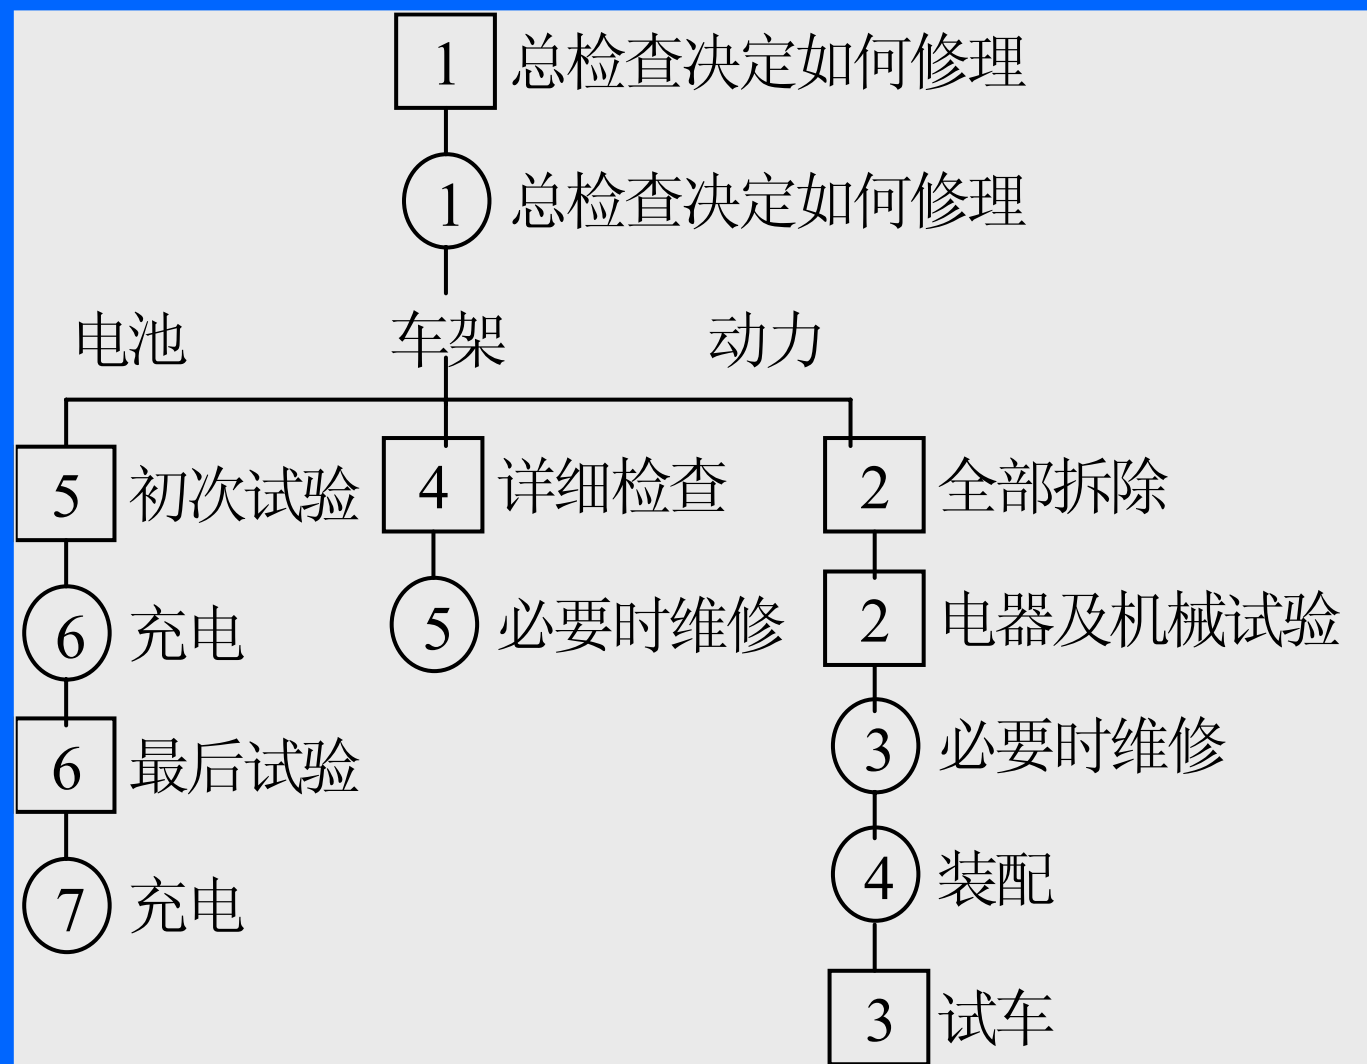 1 总检查决定如何修理
1 总检查决定如何修理
电池 车架 动力
5 初次试验 4 详细检查 2 全部拆除
6 充电 5 必要时维修 2 电器及机械试验
6 最后试验 3 必要时维修
7 充电 4 装配
3 试车